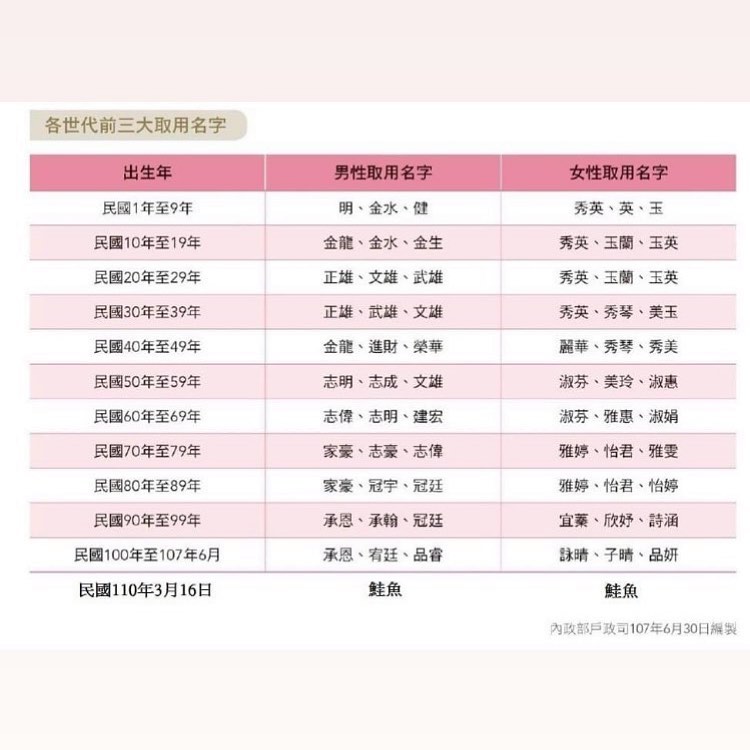 各世代前三大取用名字
出生年 男性取用名字 女性取用名字
民國1年至9年 明、金水、健 秀英、英、玉
民國10年至19年 金龍、金水、金生 秀英、玉蘭、玉英
民國20年至29年 正雄、文雄、武雄 秀英、玉蘭、玉英
民國30年至39年 正雄、武雄、文雄 秀英、秀琴、美玉
民國40年至49年 金龍、進財、榮華 麗華、秀琴、秀美
民國50年至59年 志明、志成、文雄 淑芬、美玲、淑惠
民國60年至69年 志偉、志明、建宏 淑芬、雅惠、淑娟
民國70年至79年 家豪、志豪、志偉 雅婷、怡君、雅雯
民國80年至89年 家豪、冠宇、冠廷 雅婷、怡君、怡婷
民國90年至99年 承恩、承翰、冠廷 宜蓁、欣妤、詩涵
民國100年至107年6月 承恩、宥廷、品睿 詠晴、子晴、品妍
民國110年3月16日 鮭魚 鮭魚
內政部戶政司107年6月30日編製